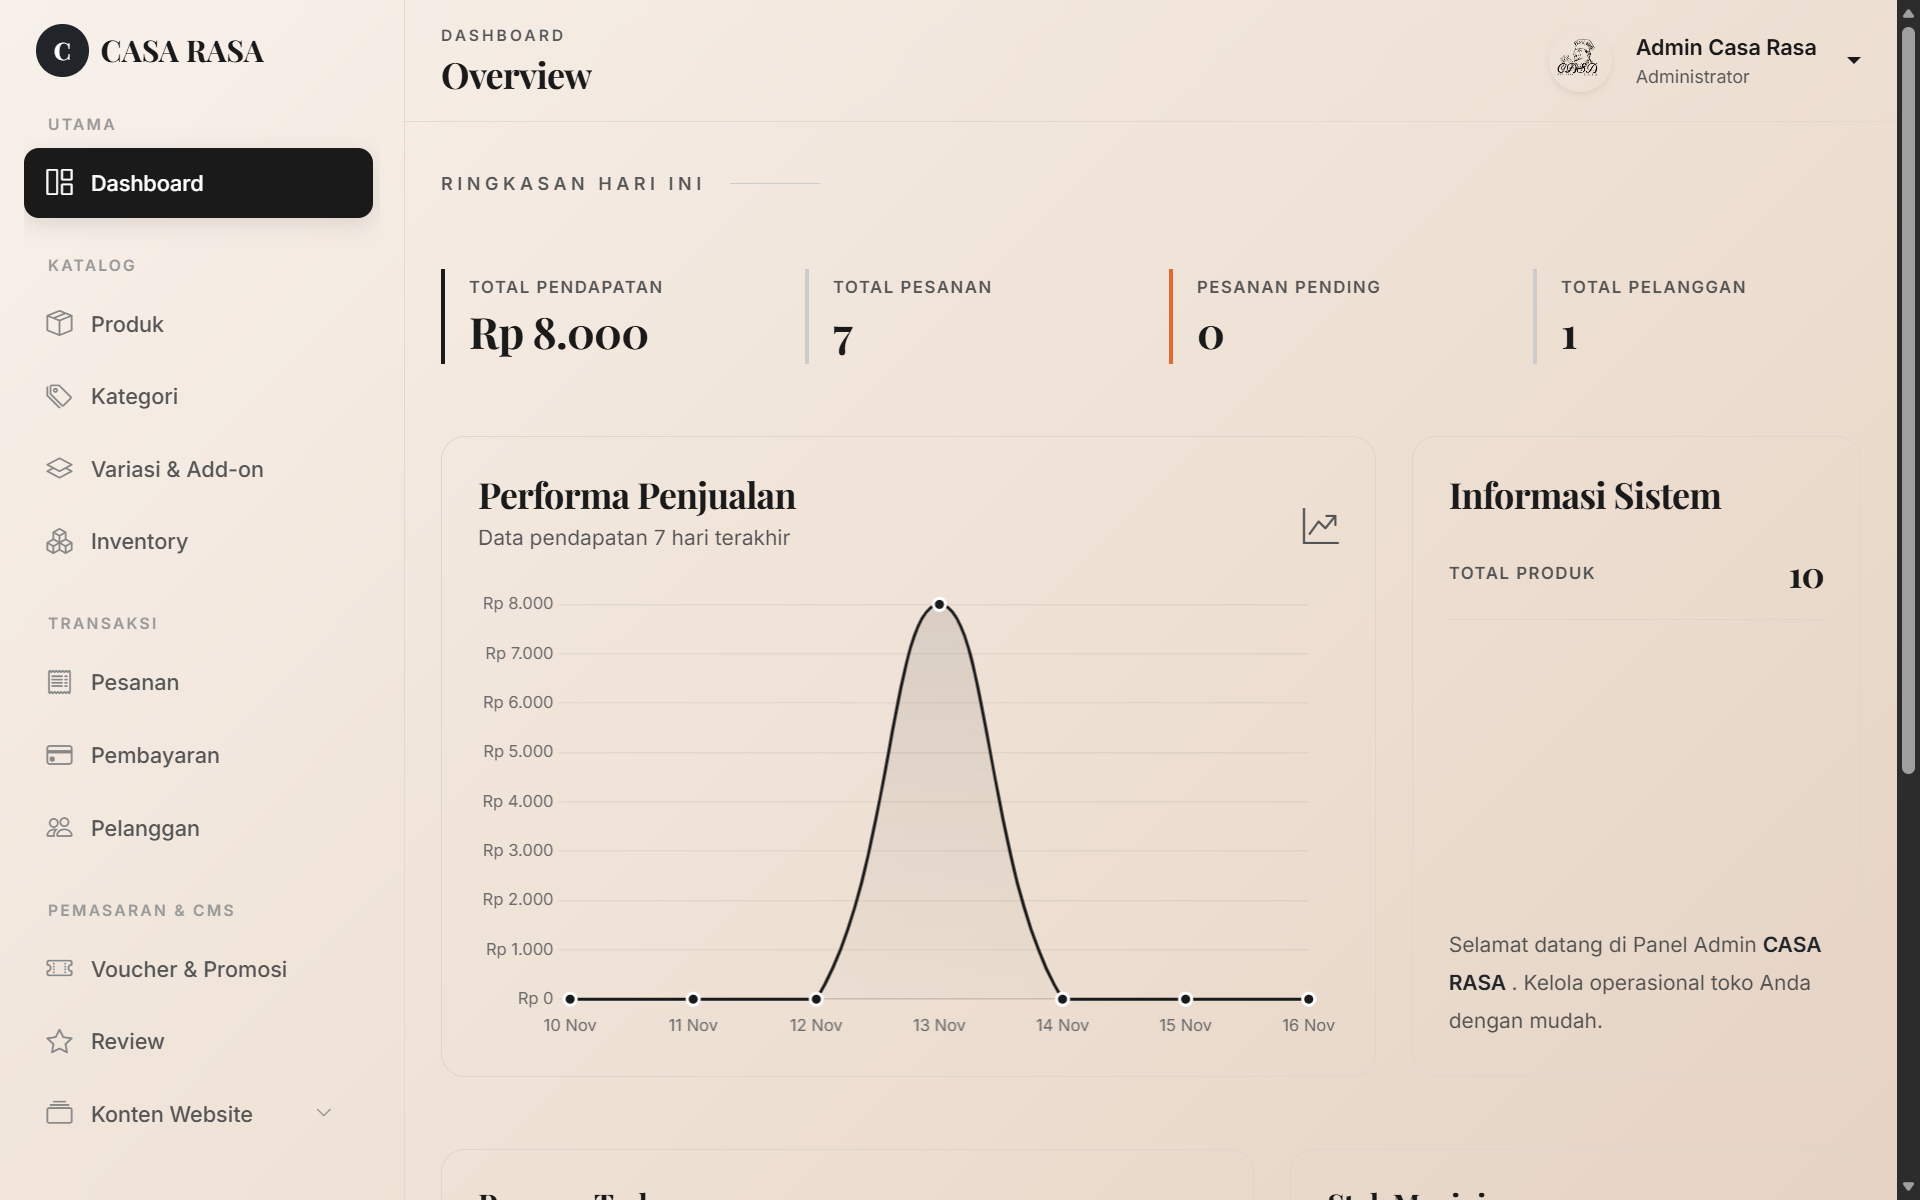 C CASA RASA
UTAMA
Dashboard
KATALOG
Produk
Kategori
Variasi & Add-on
Inventory
TRANSAKSI
Pesanan
Pembayaran
Pelanggan
PEMASARAN & CMS
Voucher & Promosi
Review
Konten Website
DASHBOARD
Overview
Admin Casa Rasa
Administrator
RINGKASAN HARI INI
TOTAL PENDAPATAN
Rp 8.000
TOTAL PESANAN
7
PESANAN PENDING
0
TOTAL PELANGGAN
1
Performa Penjualan
Data pendapatan 7 hari terakhir
Rp 8.000
Rp 7.000
Rp 6.000
Rp 5.000
Rp 4.000
Rp 3.000
Rp 2.000
Rp 1.000
Rp 0
10 Nov 11 Nov 12 Nov 13 Nov 14 Nov 15 Nov 16 Nov
Informasi Sistem
TOTAL PRODUK 10
Selamat datang di Panel Admin CASA
RASA . Kelola operasional toko Anda
dengan mudah.